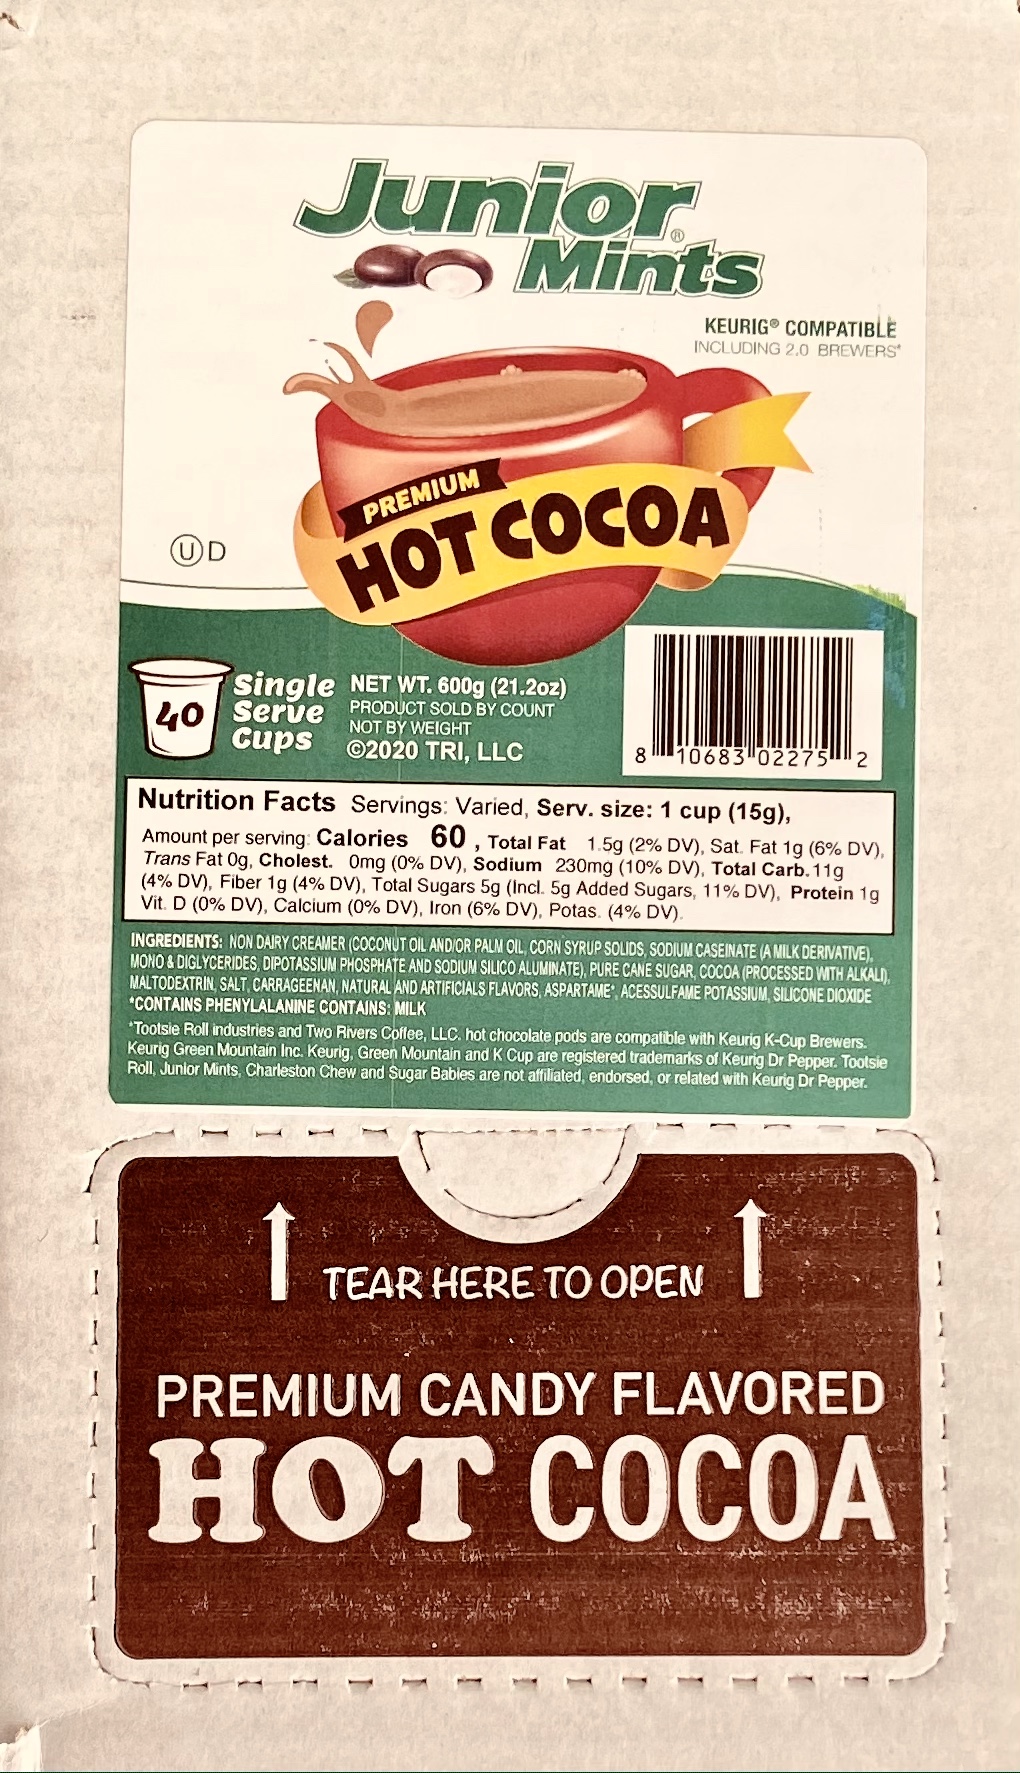 Junior®
Mints
KEURIG® COMPATIBLE
INCLUDING 2.0 BREWERS*
PREMIUM
HOT COCOA
U D
40
Single
Serve
Cups
NET WT. 600g (21.2oz)
PRODUCT SOLD BY COUNT
NOT BY WEIGHT
©2020 TRI, LLC
8 10683 02275 2
Nutrition Facts Servings: Varied, Serv. size: 1 cup (15g),
Amount per serving: Calories 60 , Total Fat 1.5g (2% DV), Sat. Fat 1g (6% DV),
Trans Fat 0g, Cholest. 0mg (0% DV), Sodium 230mg (10% DV), Total Carb. 11g
(4% DV), Fiber 1g (4% DV), Total Sugars 5g (Incl. 5g Added Sugars, 11% DV), Protein 1g
Vit. D (0% DV), Calcium (0% DV), Iron (6% DV), Potas. (4% DV).
INGREDIENTS: NON DAIRY CREAMER (COCONUT OIL AND/OR PALM OIL, CORN SYRUP SOLIDS, SODIUM CASEINATE (A MILK DERIVATIVE),
MONO & DIGLYCERIDES, DIPOTASSIUM PHOSPHATE AND SODIUM SILICO ALUMINATE), PURE CANE SUGAR, COCOA (PROCESSED WITH ALKALI),
MALTODEXTRIN, SALT, CARRAGEENAN, NATURAL AND ARTIFICIALS FLAVORS, ASPARTAME*, ACESSULFAME POTASSIUM, SILICONE DIOXIDE
*CONTAINS PHENYLALANINE CONTAINS: MILK
*Tootsie Roll industries and Two Rivers Coffee, LLC. hot chocolate pods are compatible with Keurig K-Cup Brewers.
Keurig Green Mountain Inc. Keurig, Green Mountain and K Cup are registered trademarks of Keurig Dr Pepper. Tootsie
Roll, Junior Mints, Charleston Chew and Sugar Babies are not affiliated, endorsed, or related with Keurig Dr Pepper.
TEAR HERE TO OPEN
PREMIUM CANDY FLAVORED
HOT COCOA